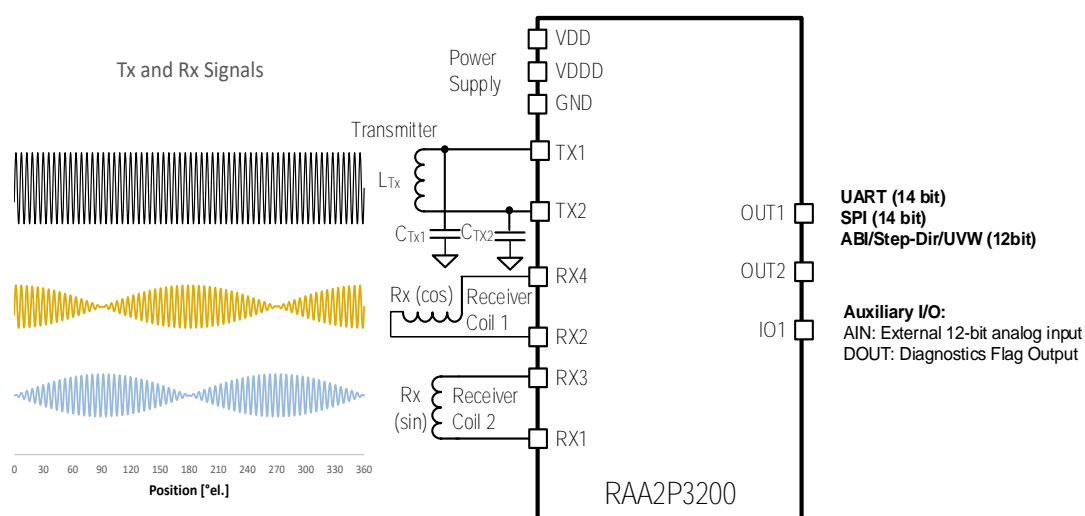 Tx and Rx Signals
0 30 60 90 120 150 180 210 240 270 300 330 360
Position [°el.]
Power
Supply
Transmitter
LTx
CTx1
CTX2
Rx (cos)
Receiver
Coil 1
Rx
(sin)
Receiver
Coil 2
VDD
VDDD
GND
TX1
TX2
RX4
RX2
RX3
RX1
OUT1
OUT2
IO1
RAA2P3200
UART (14 bit)
SPI (14 bit)
ABI/Step-Dir/UVW (12bit)
Auxiliary I/O:
AIN: External 12-bit analog input
DOUT: Diagnostics Flag Output